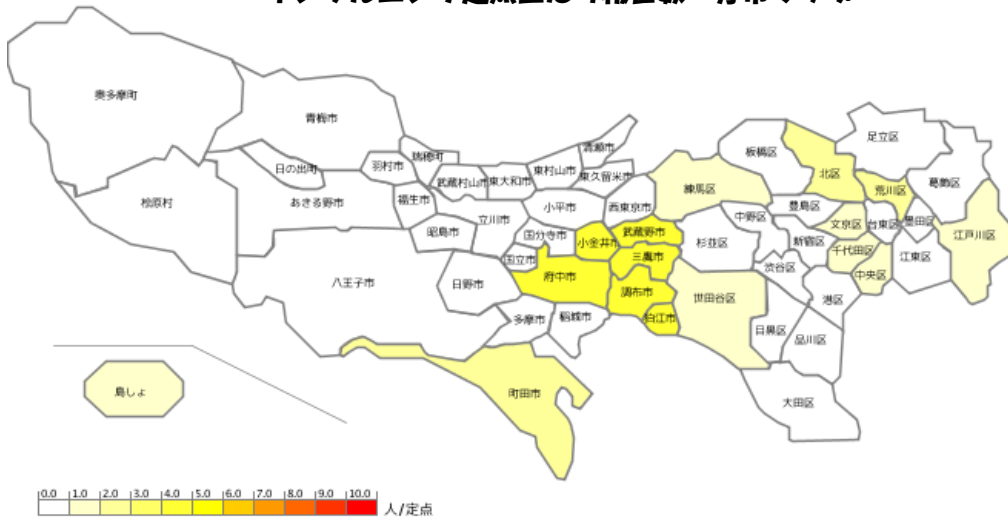 奥多摩町
青梅市
瑞穂町
清瀬市
足立区
板橋区
日の出町
羽村市
東村山市
武蔵村山市
東大和市
東久留米市
北区
練馬区
荒川区
葛飾区
檜原村
あきる野市
福生市
小平市
西東京市
豊島区
立川市
中野区
文京区
台東区
墨田区
昭島市
国分寺市
小金井市
武蔵野市
杉並区
新宿区
千代田区
江戸川区
国立市
三鷹市
渋谷区
江東区
八王子市
日野市
府中市
中央区
調布市
世田谷区
港区
多摩市
稲城市
狛江市
目黒区
品川区
島しょ
町田市
大田区
0.0 1.0 2.0 3.0 4.0 5.0 6.0 7.0 8.0 9.0 10.0
人/定点